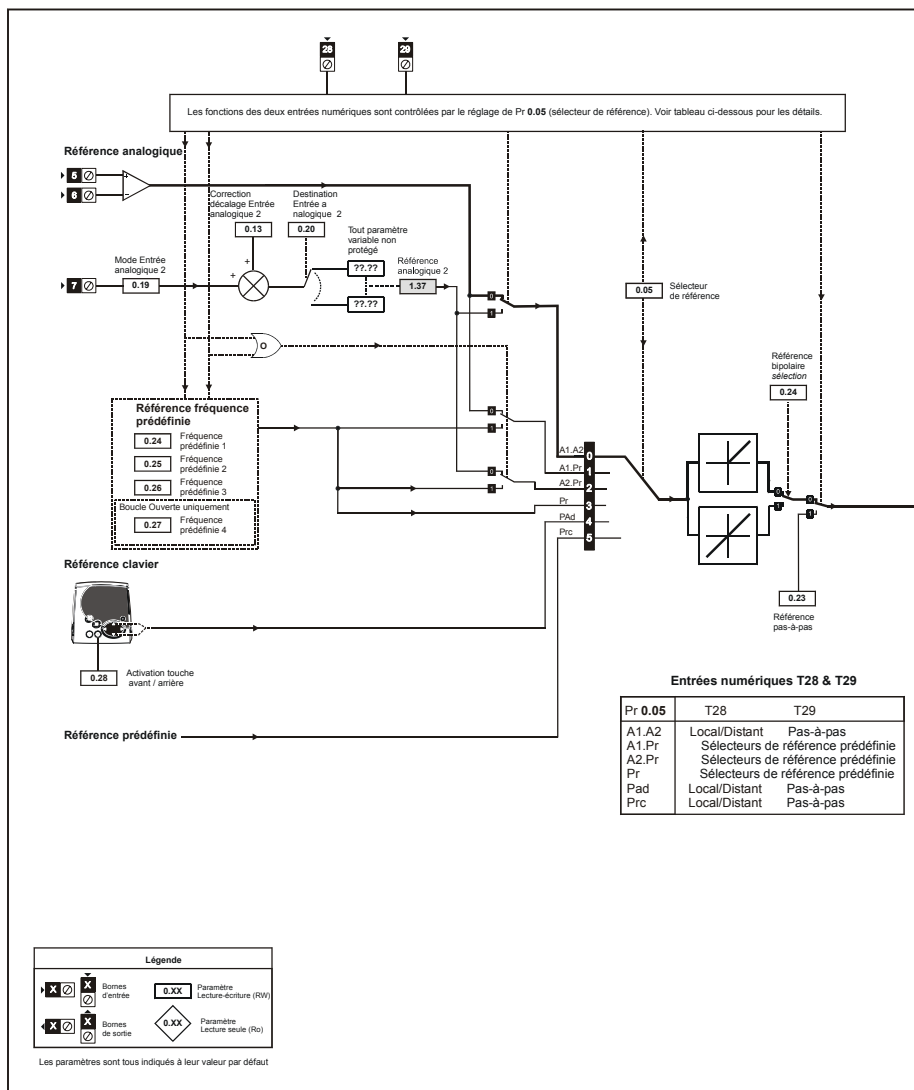 28
29
Les fonctions des deux entrées numériques sont contrôlées par le réglage de Pr 0.05 (sélecteur de référence). Voir tableau ci-dessous pour les détails.
Référence analogique
5
6
+
−
Correction
décalage Entrée
analogique 2
0.13
Destination
Entrée a
nalogique 2
0.20
Tout paramètre
variable non
protégé
??.??
??.??
Mode Entrée
analogique 2
7
0.19
+
+
Référence
analogique 2
1.37
0
1
0.05
Sélecteur
de référence
O
Référence
bipolaire
sélection
0.24
Référence fréquence
prédéfinie
0.24
Fréquence
prédéfinie 1
0.25
Fréquence
prédéfinie 2
0.26
Fréquence
prédéfinie 3
Boucle Ouverte uniquement
0.27
Fréquence
prédéfinie 4
0
1
0
1
A1.A2
0
A1.Pr
1
A2.Pr
2
Pr
3
PAd
4
Prc
5
0
1
0
1
0.23
Référence
pas-à-pas
Référence clavier
0.28
Activation touche
avant / arrière
Référence prédéfinie
Entrées numériques T28 & T29
Pr 0.05 T28 T29
A1.A2 Local/Distant Pas-à-pas
A1.Pr Sélecteurs de référence prédéfinie
A2.Pr Sélecteurs de référence prédéfinie
Pr Sélecteurs de référence prédéfinie
Pad Local/Distant Pas-à-pas
Prc Local/Distant Pas-à-pas
Légende
X
X
Bornes
d'entrée
0.XX
Paramètre
Lecture-écriture (RW)
X
X
Bornes
de sortie
0.XX
Paramètre
Lecture seule (Ro)
Les paramètres sont tous indiqués à leur valeur par défaut